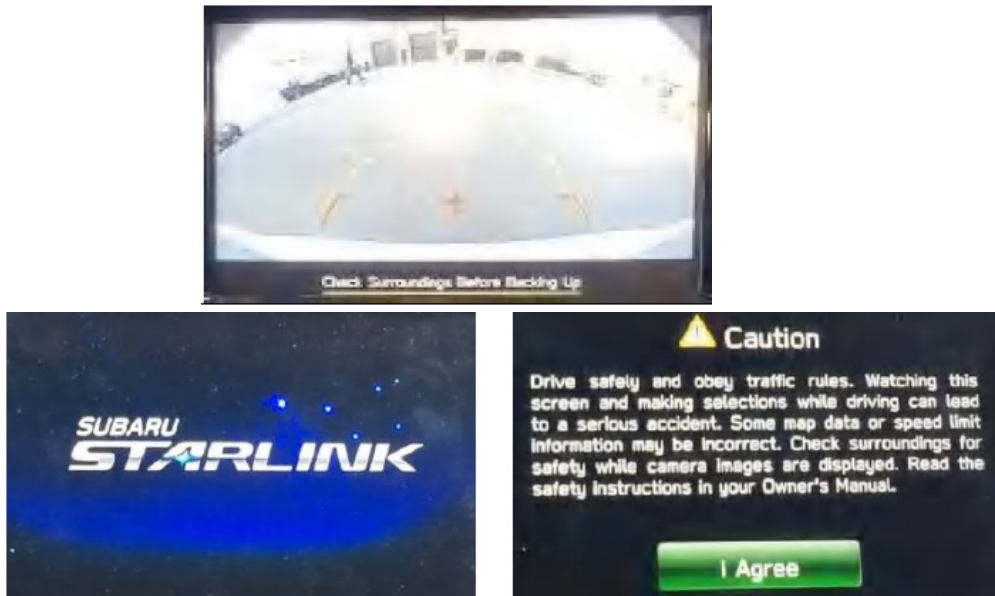 Check Surroundings Before Backing Up
SUBARU
STARLINK
Caution
Drive safely and obey traffic rules. Watching this
screen and making selections while driving can lead
to a serious accident. Some map data or speed limit
information may be incorrect. Check surroundings for
safety while camera images are displayed. Read the
safety instructions in your Owner's Manual.
I Agree